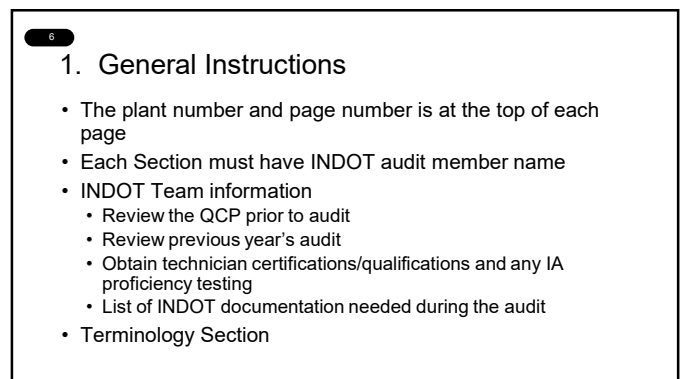 6
1. General Instructions
• The plant number and page number is at the top of each
page
• Each Section must have INDOT audit member name
• INDOT Team information
• Review the QCP prior to audit
• Review previous year's audit
• Obtain technician certifications/qualifications and any IA
proficiency testing
• List of INDOT documentation needed during the audit
• Terminology Section